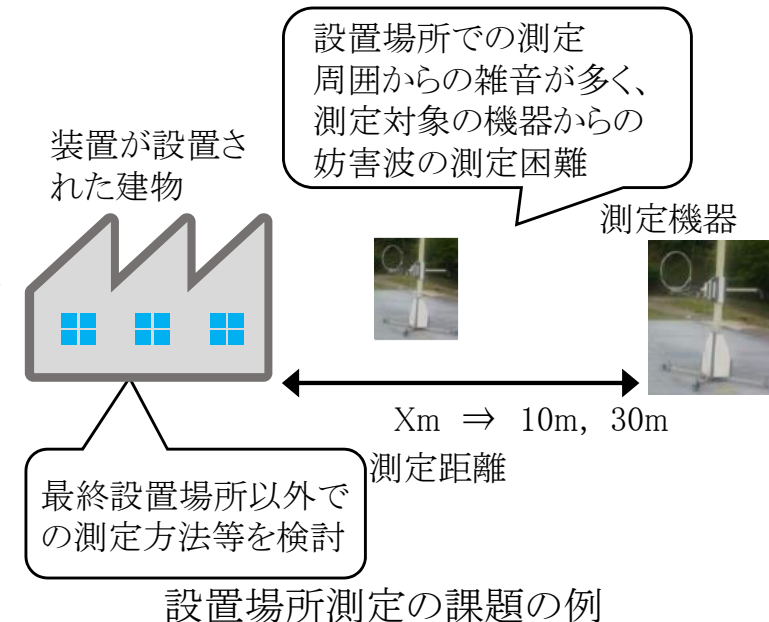 設置場所での測定
周囲からの雑音が多く、
測定対象の機器からの
妨害波の測定困難
装置が設置さ
れた建物
測定機器
Xm ⇒ 10m, 30m
測定距離
最終設置場所以外で
の測定方法等を検討
設置場所測定の課題の例